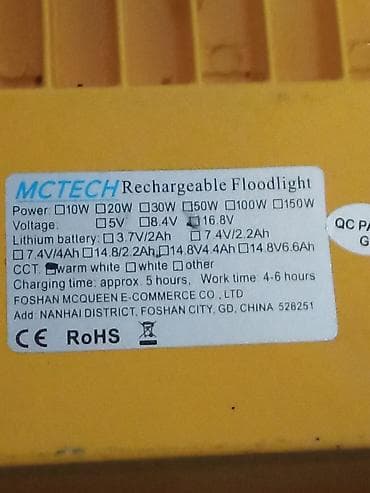 MCTECH Rechargeable Floodlight
Power: □10W □20W □30W □50W □100W □150W
Voltage: □5V □8.4V □16.8V
Lithium battery: □3.7V/2Ah □7.4V/2.2Ah
□7.4V/4Ah □14.8/2.2Ah □14.8V4.4Ah □14.8V6.6Ah
CCT: ■warm white □white □other
Charging time: approx. 5 hours, Work time: 4-6 hours
FOSHAN MCQUEEN E-COMMERCE CO., LTD
Add: NANHAI DISTRICT, FOSHAN CITY, GD, CHINA 528251
CE RoHS
QC